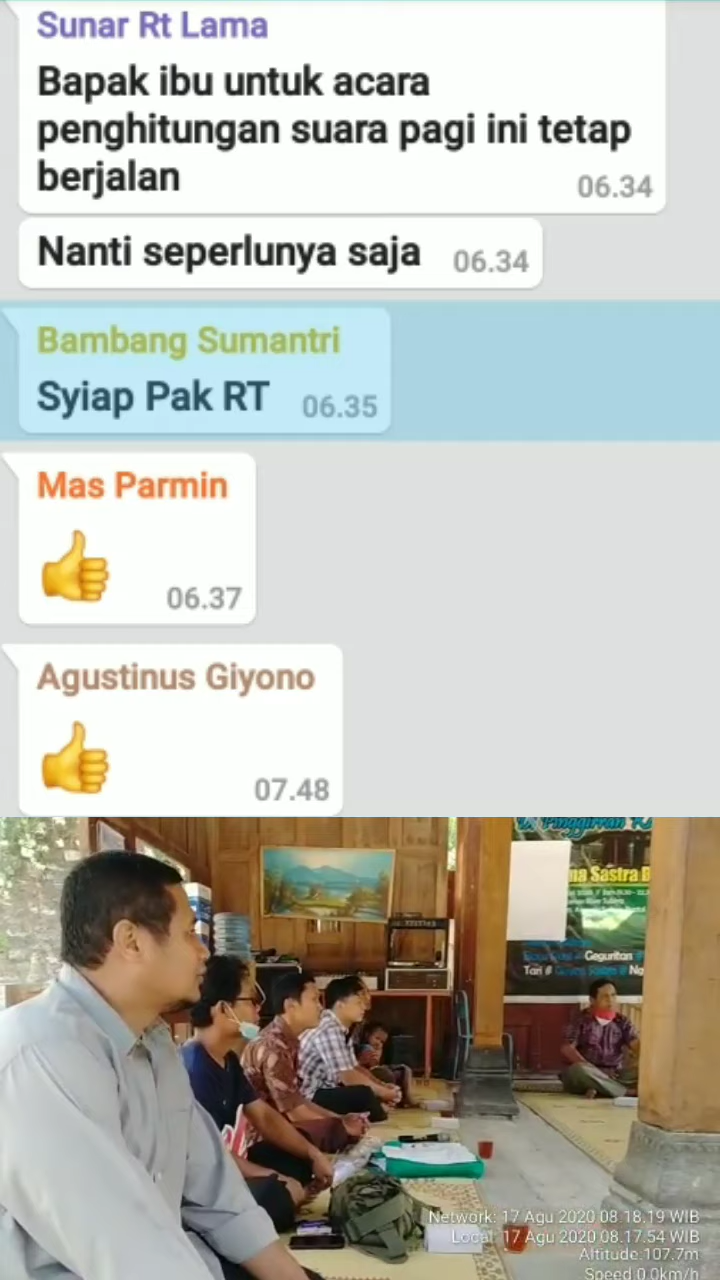 Sunar Rt Lama
Bapak ibu untuk acara
penghitungan suara pagi ini tetap
berjalan
06.34
Nanti seperlunya saja 06.34
Bambang Sumantri
Syiap Pak RT 06.35
Mas Parmin
👍
06.37
Agustinus Giyono
👍
07.48
Sastra
Geguritan #
Tari #
Network: 17 Agu 2020 08.18.19 WIB
Local: 17 Agu 2020 08.17.54 WIB
Altitude:107.7m
Speed:0.0km/h